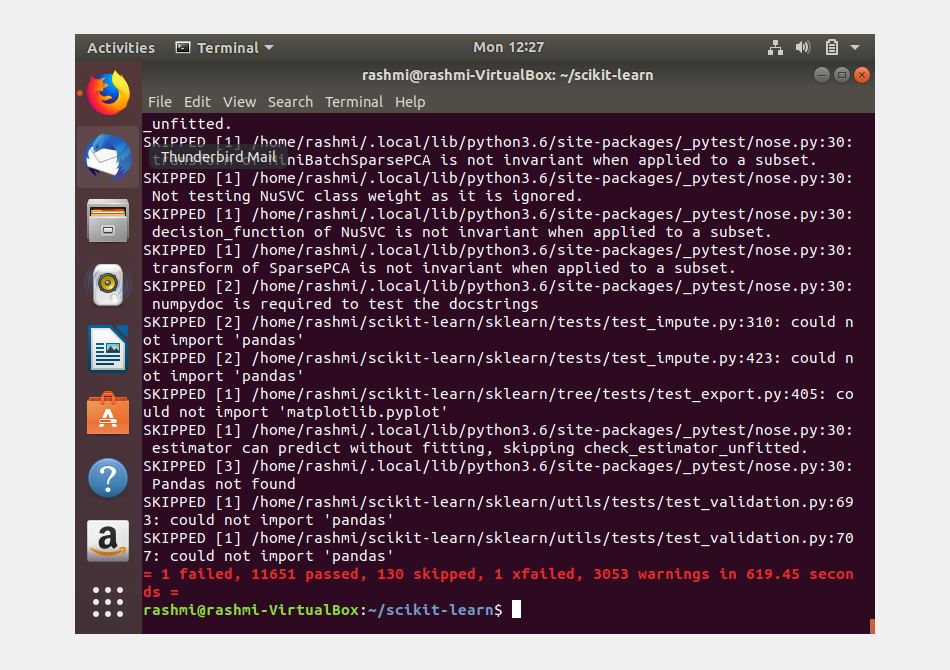 Activities Terminal Mon 12:27
rashmi@rashmi-VirtualBox: ~/scikit-learn
File Edit View Search Terminal Help
_unfitted.
SKIPPED [1] /home/rashmi/.local/lib/python3.6/site-packages/_pytest/nose.py:30:
Thunderbird Mail
transform of MiniBatchSparsePCA is not invariant when applied to a subset.
SKIPPED [1] /home/rashmi/.local/lib/python3.6/site-packages/_pytest/nose.py:30:
Not testing NuSVC class weight as it is ignored.
SKIPPED [1] /home/rashmi/.local/lib/python3.6/site-packages/_pytest/nose.py:30:
decision_function of NuSVC is not invariant when applied to a subset.
SKIPPED [1] /home/rashmi/.local/lib/python3.6/site-packages/_pytest/nose.py:30:
transform of SparsePCA is not invariant when applied to a subset.
SKIPPED [2] /home/rashmi/.local/lib/python3.6/site-packages/_pytest/nose.py:30:
numpydoc is required to test the docstrings
SKIPPED [2] /home/rashmi/scikit-learn/sklearn/tests/test_impute.py:310: could n
ot import 'pandas'
SKIPPED [2] /home/rashmi/scikit-learn/sklearn/tests/test_impute.py:423: could n
ot import 'pandas'
SKIPPED [1] /home/rashmi/scikit-learn/sklearn/tree/tests/test_export.py:405: co
uld not import 'matplotlib.pyplot'
SKIPPED [1] /home/rashmi/.local/lib/python3.6/site-packages/_pytest/nose.py:30:
estimator can predict without fitting, skipping check_estimator_unfitted.
SKIPPED [3] /home/rashmi/.local/lib/python3.6/site-packages/_pytest/nose.py:30:
Pandas not found
SKIPPED [1] /home/rashmi/scikit-learn/sklearn/utils/tests/test_validation.py:69
3: could not import 'pandas'
SKIPPED [1] /home/rashmi/scikit-learn/sklearn/utils/tests/test_validation.py:70
7: could not import 'pandas'
= 1 failed, 11651 passed, 130 skipped, 1 xfailed, 3053 warnings in 619.45 secon
ds =
rashmi@rashmi-VirtualBox:~/scikit-learn$